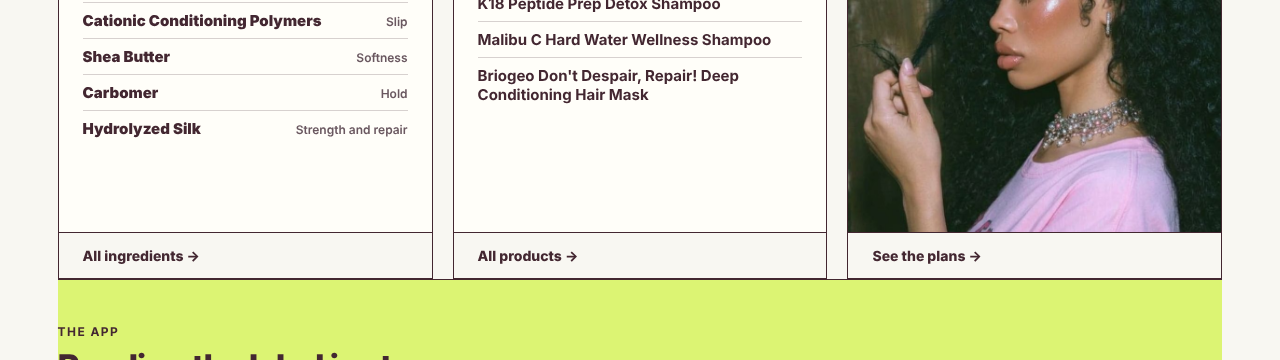 Cationic Conditioning Polymers Slip
Shea Butter Softness
Carbomer Hold
Hydrolyzed Silk Strength and repair
All ingredients →
K18 Peptide Prep Detox Shampoo
Malibu C Hard Water Wellness Shampoo
Briogeo Don't Despair, Repair! Deep
Conditioning Hair Mask
All products →
See the plans →
THE APP